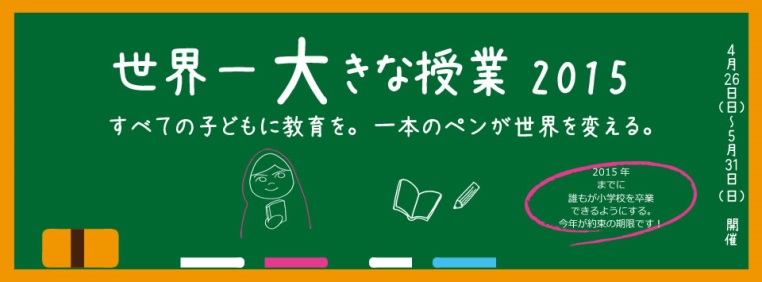 世界一大きな授業 2015
すべての子どもに教育を。一本のペンが世界を変える。
2015年
までに
誰もが小学校を卒業
できるようにする。
今年が約束の期限です！
4月26日(日)〜5月31日(日) 開催